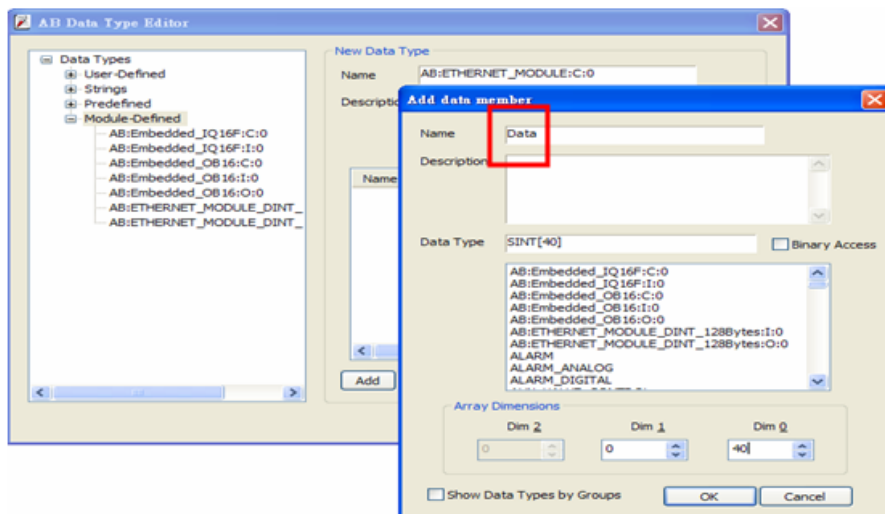 AB Data Type Editor
Data Types
User-Defined
Strings
Predefined
Module-Defined
AB:Embedded_IQ16F:C:0
AB:Embedded_IQ16F:I:0
AB:Embedded_OB16:C:0
AB:Embedded_OB16:I:0
AB:Embedded_OB16:O:0
AB:ETHERNET_MODULE_DINT_
AB:ETHERNET_MODULE_DINT_
New Data Type
Name AB:ETHERNET_MODULE:C:0
Descriptic
Name
Add
Add data member
Name Data
Description
Data Type SINT[40] Binary Access
AB:Embedded_IQ16F:C:0
AB:Embedded_IQ16F:I:0
AB:Embedded_OB16:C:0
AB:Embedded_OB16:I:0
AB:Embedded_OB16:O:0
AB:ETHERNET_MODULE_DINT_128Bytes:I:0
AB:ETHERNET_MODULE_DINT_128Bytes:O:0
ALARM
ALARM_ANALOG
ALARM_DIGITAL
Array Dimensions
Dim 2 Dim 1 Dim 0
0 0 40
Show Data Types by Groups OK Cancel